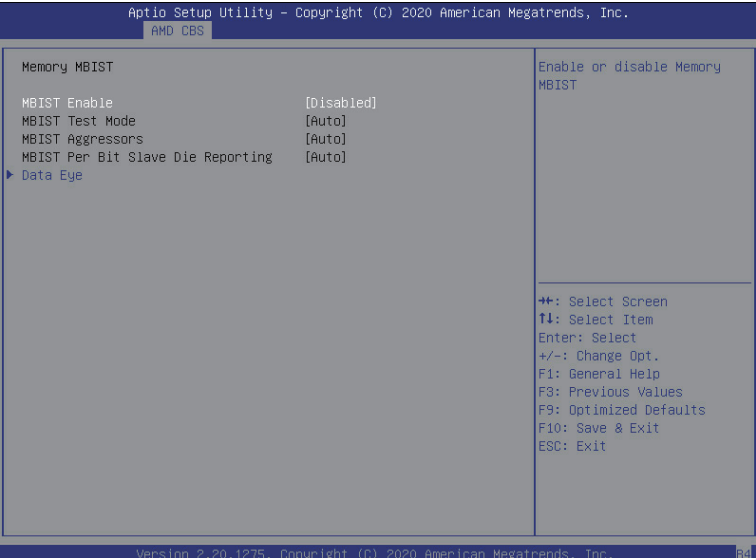 Aptio Setup Utility – Copyright (C) 2020 American Megatrends, Inc.
AMD CBS
Memory MBIST
MBIST Enable [Disabled]
MBIST Test Mode [Auto]
MBIST Aggressors [Auto]
MBIST Per Bit Slave Die Reporting [Auto]
Data Eye
Enable or disable Memory
MBIST
: Select Screen
↑↓: Select Item
Enter: Select
+/-: Change Opt.
F1: General Help
F3: Previous Values
F9: Optimized Defaults
F10: Save & Exit
ESC: Exit
Version 2.20.1275. Copyright (C) 2020 American Megatrends, Inc.
B4